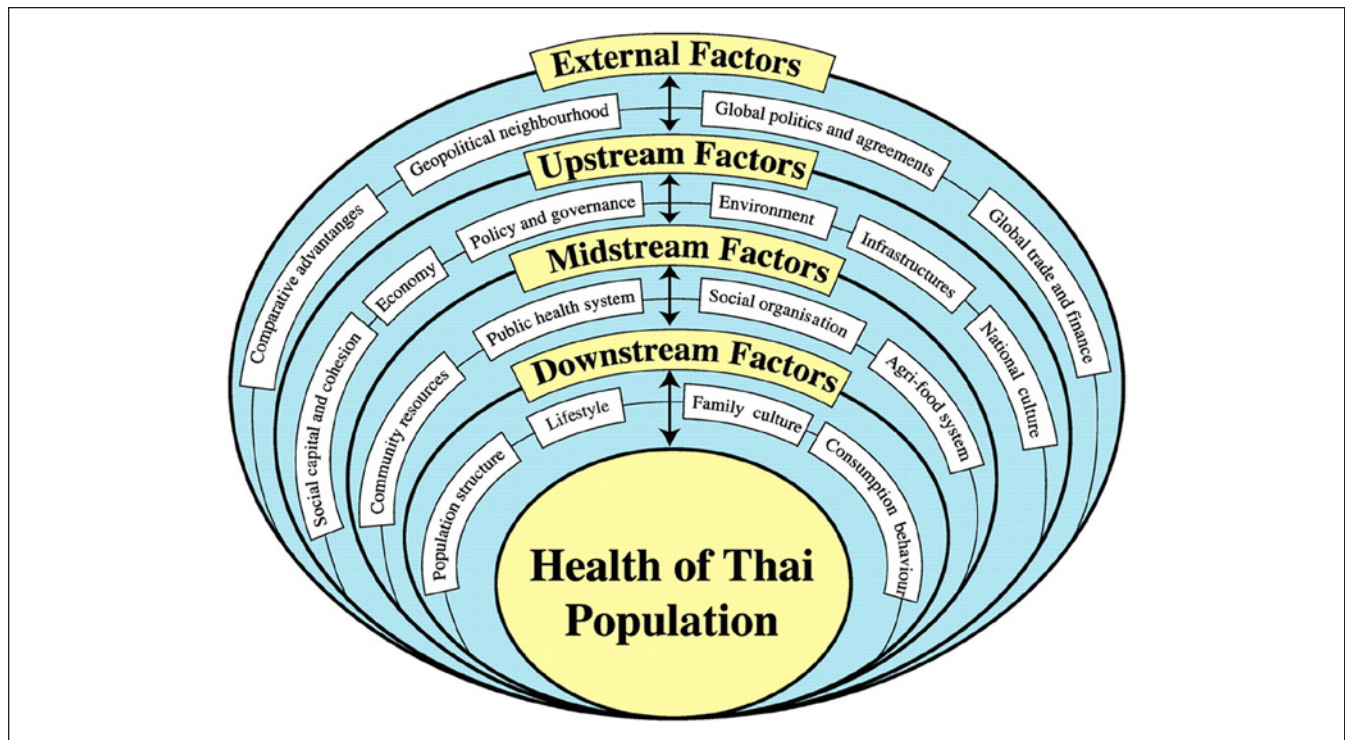 External Factors
Comparative advantanges
Geopolitical neighbourhood
Global politics and agreements
Global trade and finance
Upstream Factors
Social capital and cohesion
Economy
Policy and governance
Environment
Infrastructures
National culture
Midstream Factors
Community resources
Public health system
Social organisation
Agri-food system
Downstream Factors
Population structure
Lifestyle
Family culture
Consumption behaviour
Health of Thai
Population